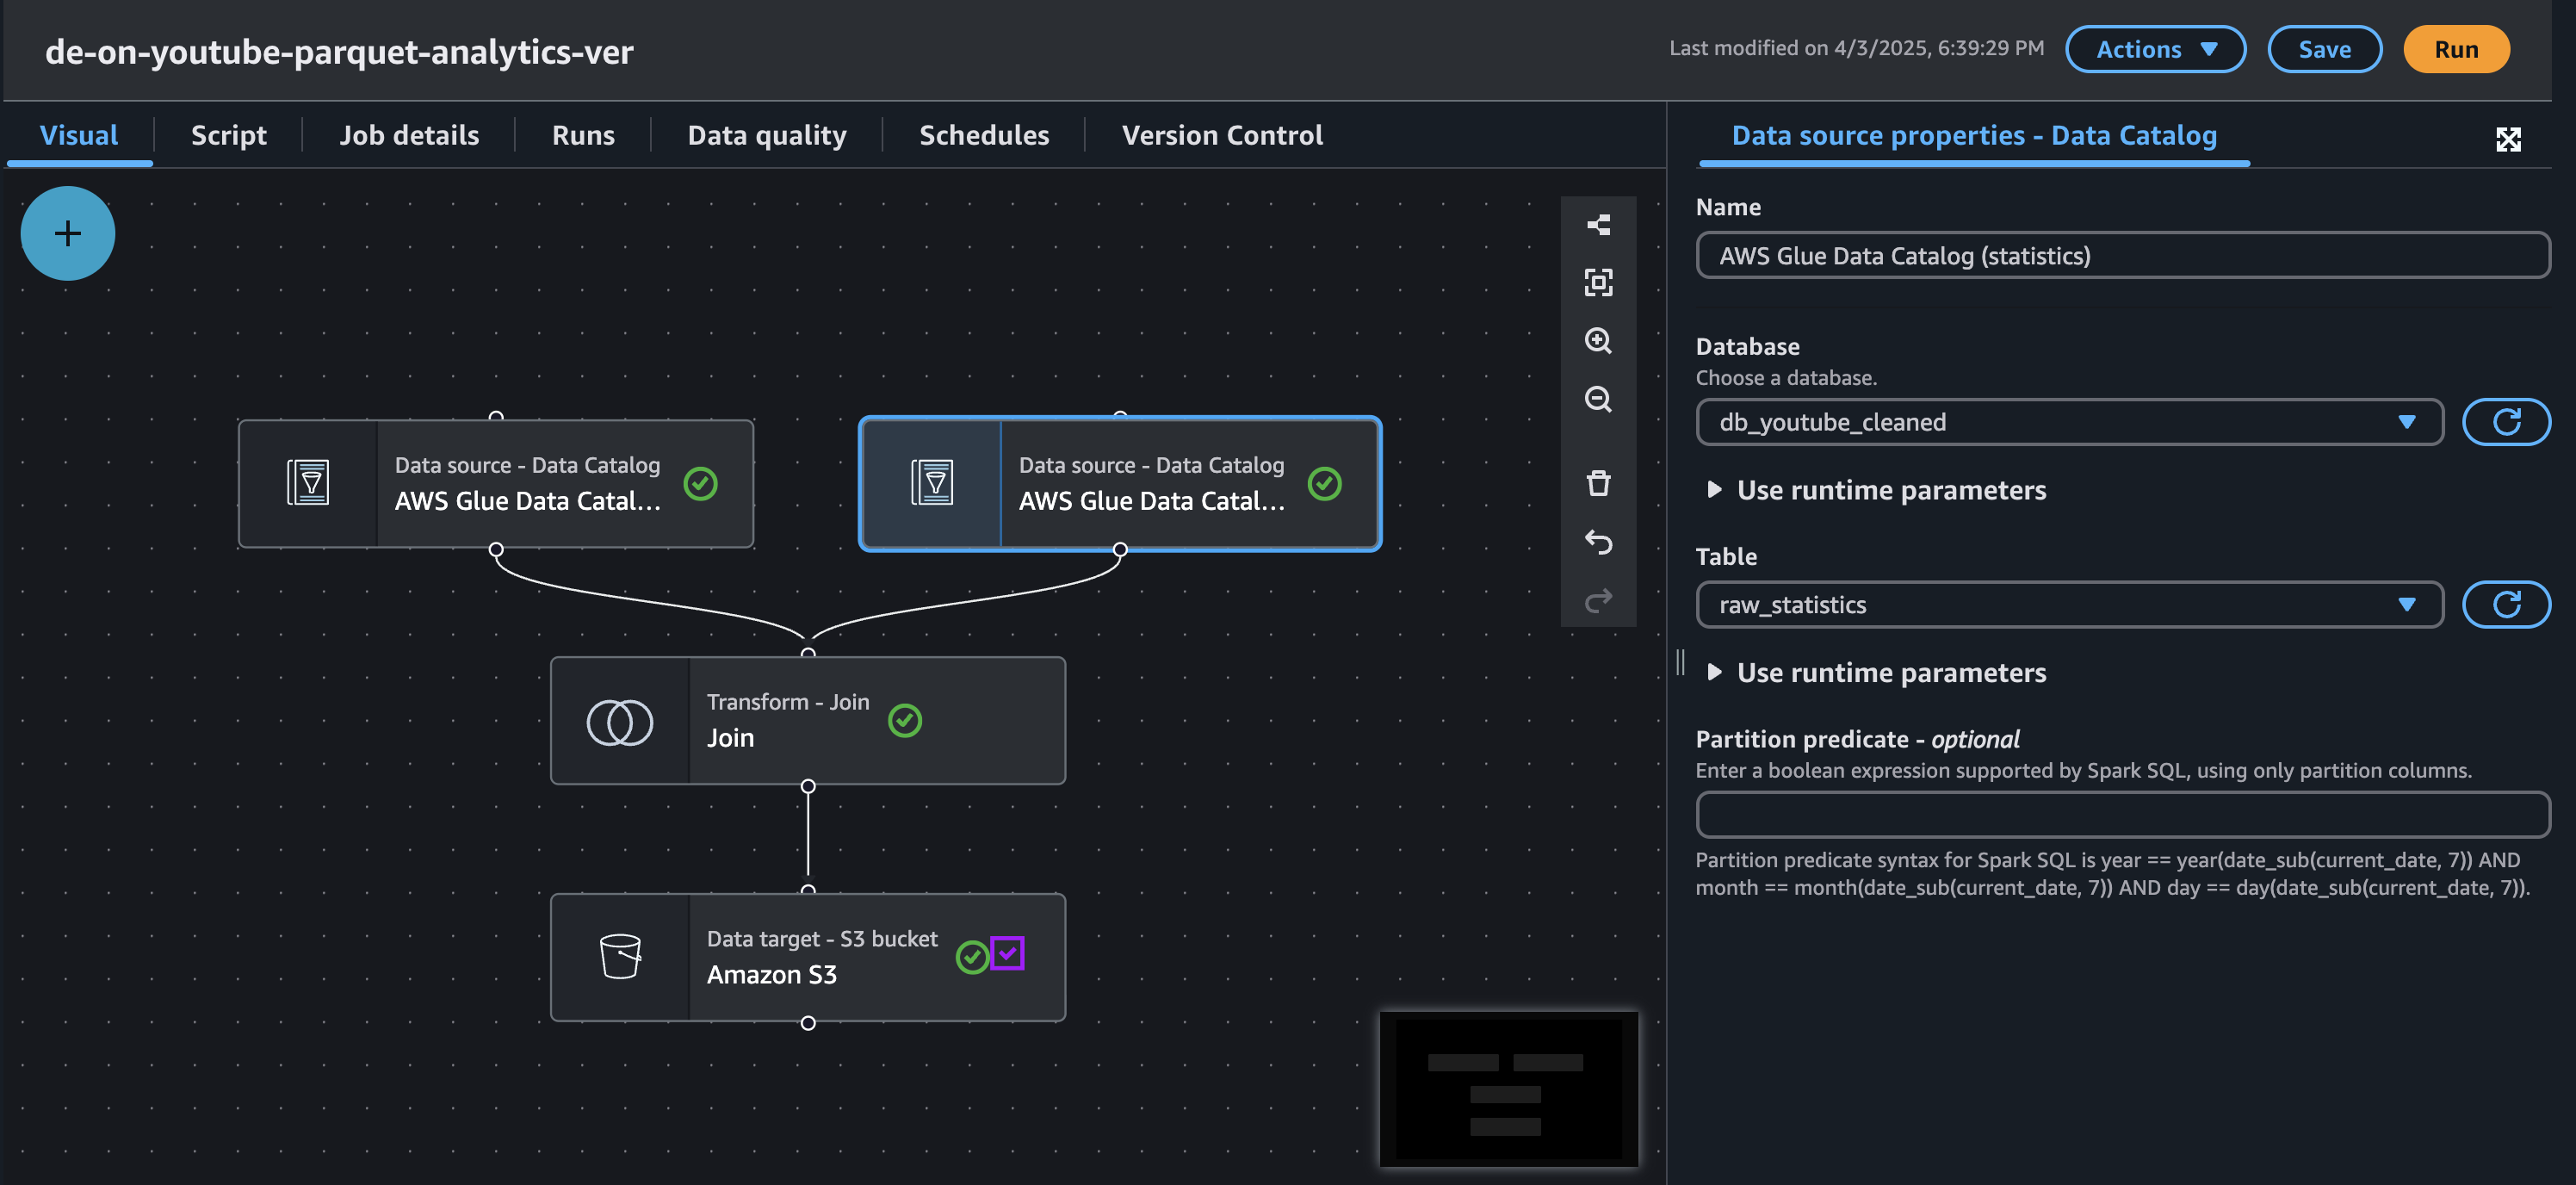 de-on-youtube-parquet-analytics-ver
Last modified on 4/3/2025, 6:39:29 PM
Actions
Save
Run
Visual
Script
Job details
Runs
Data quality
Schedules
Version Control
Data source - Data Catalog
AWS Glue Data Catal...
Data source - Data Catalog
AWS Glue Data Catal...
Transform - Join
Join
Data target - S3 bucket
Amazon S3
Data source properties - Data Catalog
Name
AWS Glue Data Catalog (statistics)
Database
Choose a database.
db_youtube_cleaned
Use runtime parameters
Table
raw_statistics
Use runtime parameters
Partition predicate - optional
Enter a boolean expression supported by Spark SQL, using only partition columns.
Partition predicate syntax for Spark SQL is year == year(date_sub(current_date, 7)) AND
month == month(date_sub(current_date, 7)) AND day == day(date_sub(current_date, 7)).